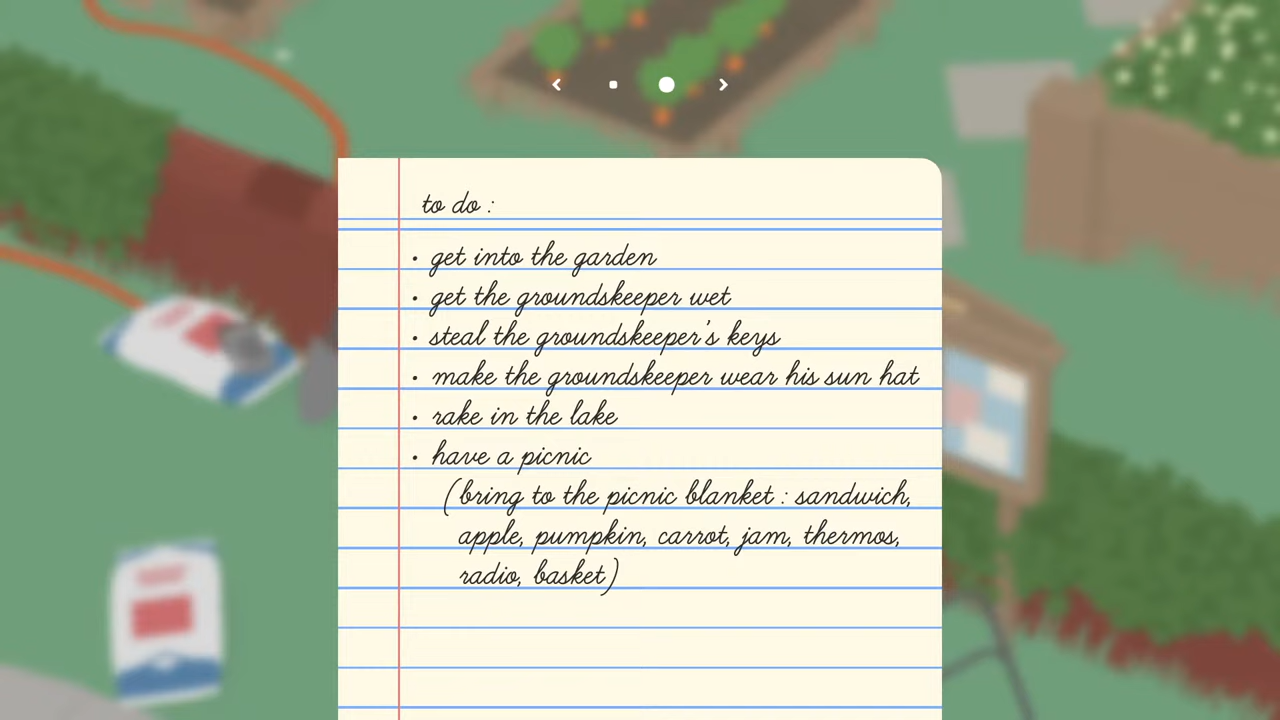 to do :
• get into the garden
• get the groundskeeper wet
• steal the groundskeeper's keys
• make the groundskeeper wear his sun hat
• rake in the lake
• have a picnic
(bring to the picnic blanket : sandwich,
apple, pumpkin, carrot, jam, thermos,
radio, basket)